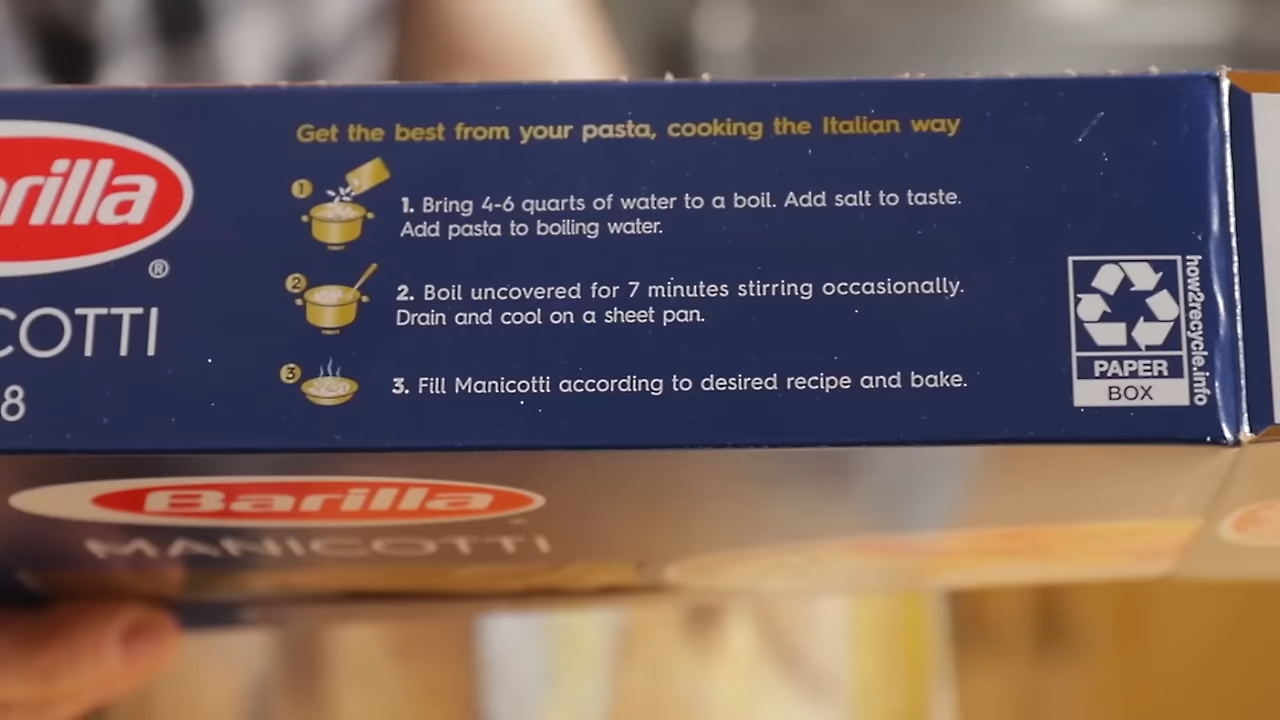 Get the best from your pasta, cooking the Italian way
rilla
®
COTTI
8
1
1. Bring 4-6 quarts of water to a boil. Add salt to taste.
Add pasta to boiling water.
2
2. Boil uncovered for 7 minutes stirring occasionally.
Drain and cool on a sheet pan.
3
3. Fill Manicotti according to desired recipe and bake.
PAPER
BOX
how2recycle.info
Barilla
MANICOTTI